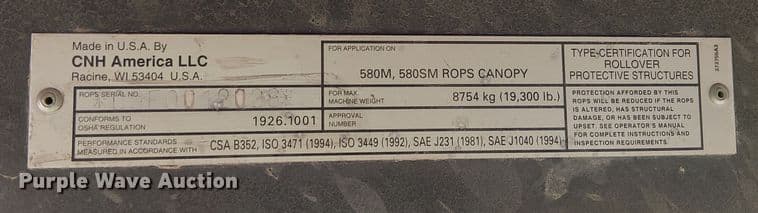 Made in U.S.A. By
CNH America LLC
Racine, WI 53404 U.S.A.
ROPS SERIAL NO.
CONFORMS TO
OSHA REGULATION
1926.1001
PERFORMANCE STANDARDS
MEASURED IN ACCORDANCE WITH
CSA B352, ISO 3471 (1994), ISO 3449 (1992), SAE J231 (1981), SAE J1040 (1994)
FOR APPLICATION ON
580M, 580SM ROPS CANOPY
FOR MAX.
MACHINE WEIGHT
8754 kg (19,300 lb.)
APPROVAL
NUMBER
TYPE-CERTIFICATION FOR
ROLLOVER
PROTECTIVE STRUCTURES
PROTECTION AFFORDED BY THIS
ROPS WILL BE REDUCED IF THE ROPS
IS ALTERED, HAS STRUCTURAL
DAMAGE, OR HAS BEEN SUBJECT TO
UPSET. SEE OPERATOR'S MANUAL
FOR COMPLETE INSTRUCTIONS AND
INSPECTION REQUIREMENTS.
Purple Wave Auction